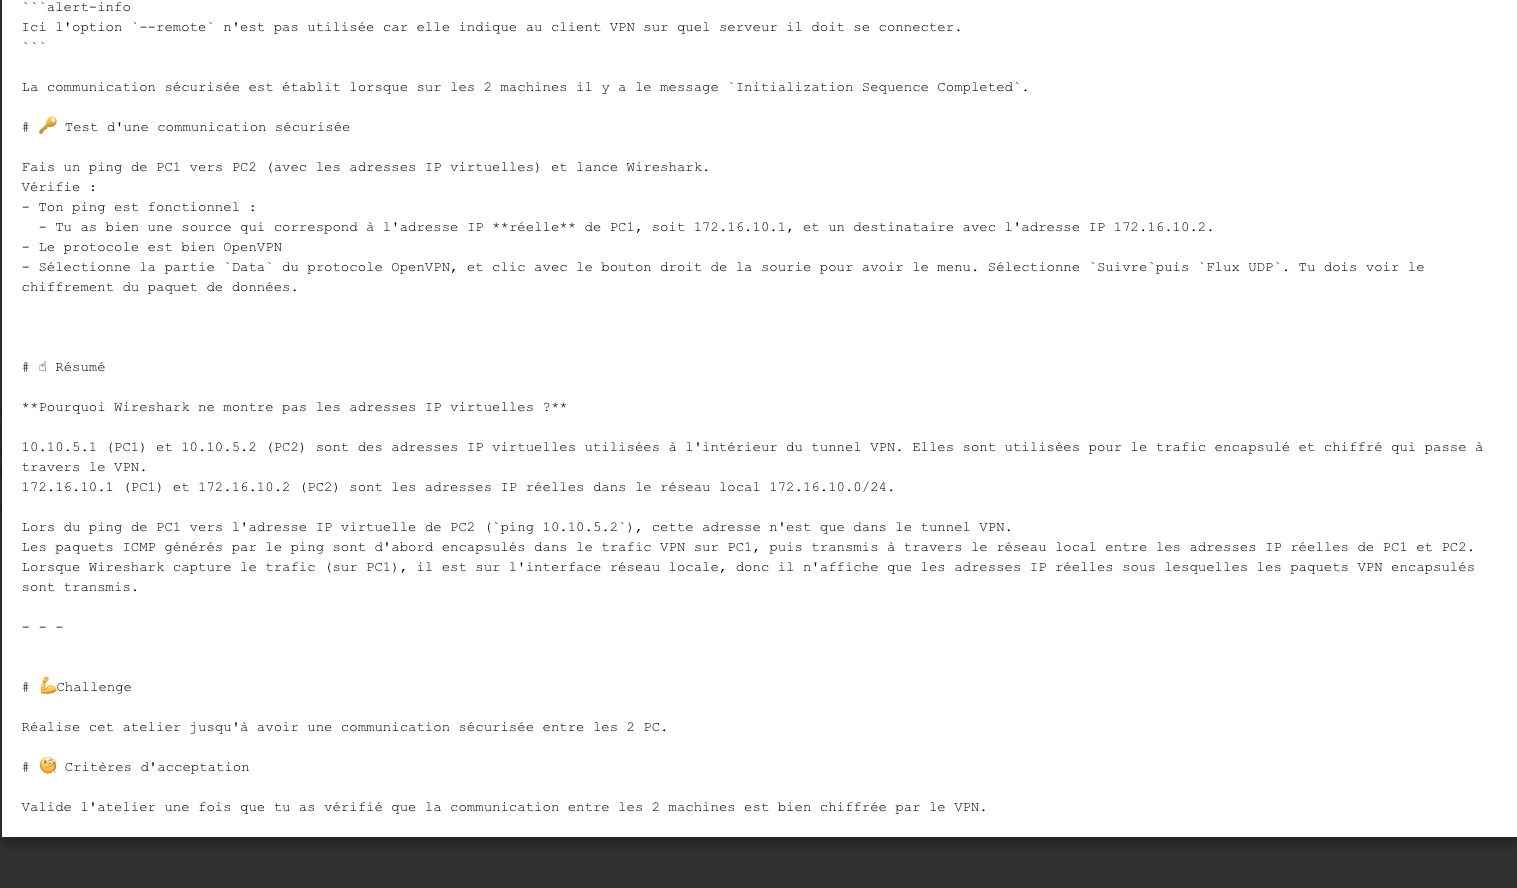 ```alert-info
Ici l'option `--remote` n'est pas utilisée car elle indique au client VPN sur quel serveur il doit se connecter.
```
La communication sécurisée est établit lorsque sur les 2 machines il y a le message `Initialization Sequence Completed`.
# 🔑 Test d'une communication sécurisée
Fais un ping de PC1 vers PC2 (avec les adresses IP virtuelles) et lance Wireshark.
Vérifie :
- Ton ping est fonctionnel :
  - Tu as bien une source qui correspond à l'adresse IP **réelle** de PC1, soit 172.16.10.1, et un destinataire avec l'adresse IP 172.16.10.2.
- Le protocole est bien OpenVPN
- Sélectionne la partie `Data` du protocole OpenVPN, et clic avec le bouton droit de la sourie pour avoir le menu. Sélectionne `Suivre`puis `Flux UDP`. Tu dois voir le
chiffrement du paquet de données.
# ☝ Résumé
**Pourquoi Wireshark ne montre pas les adresses IP virtuelles ?**
10.10.5.1 (PC1) et 10.10.5.2 (PC2) sont des adresses IP virtuelles utilisées à l'intérieur du tunnel VPN. Elles sont utilisées pour le trafic encapsulé et chiffré qui passe à
travers le VPN.
172.16.10.1 (PC1) et 172.16.10.2 (PC2) sont les adresses IP réelles dans le réseau local 172.16.10.0/24.
Lors du ping de PC1 vers l'adresse IP virtuelle de PC2 (`ping 10.10.5.2`), cette adresse n'est que dans le tunnel VPN.
Les paquets ICMP générés par le ping sont d'abord encapsulés dans le trafic VPN sur PC1, puis transmis à travers le réseau local entre les adresses IP réelles de PC1 et PC2.
Lorsque Wireshark capture le trafic (sur PC1), il est sur l'interface réseau locale, donc il n'affiche que les adresses IP réelles sous lesquelles les paquets VPN encapsulés
sont transmis.
- - -
# 💪Challenge
Réalise cet atelier jusqu'à avoir une communication sécurisée entre les 2 PC.
# 🧐 Critères d'acceptation
Valide l'atelier une fois que tu as vérifié que la communication entre les 2 machines est bien chiffrée par le VPN.